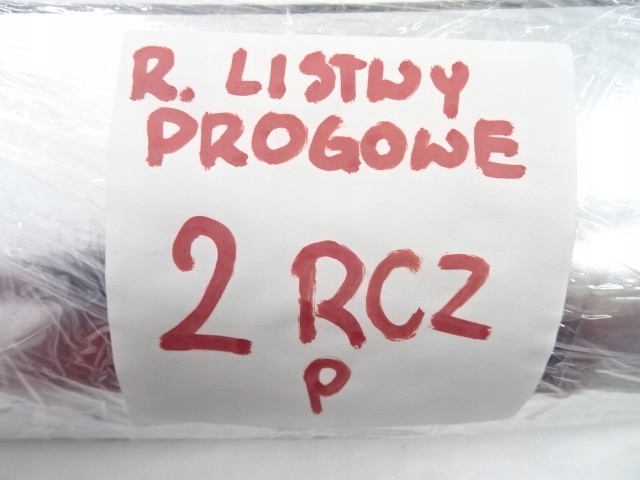 R. LISTWY
PROGOWE
2 RCZ
P